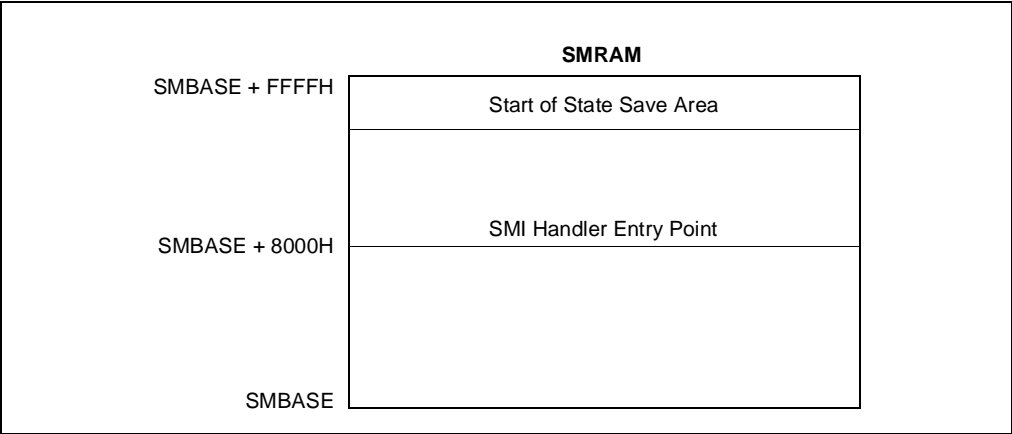 SMRAM
SMBASE + FFFFH
Start of State Save Area
SMI Handler Entry Point
SMBASE + 8000H
SMBASE